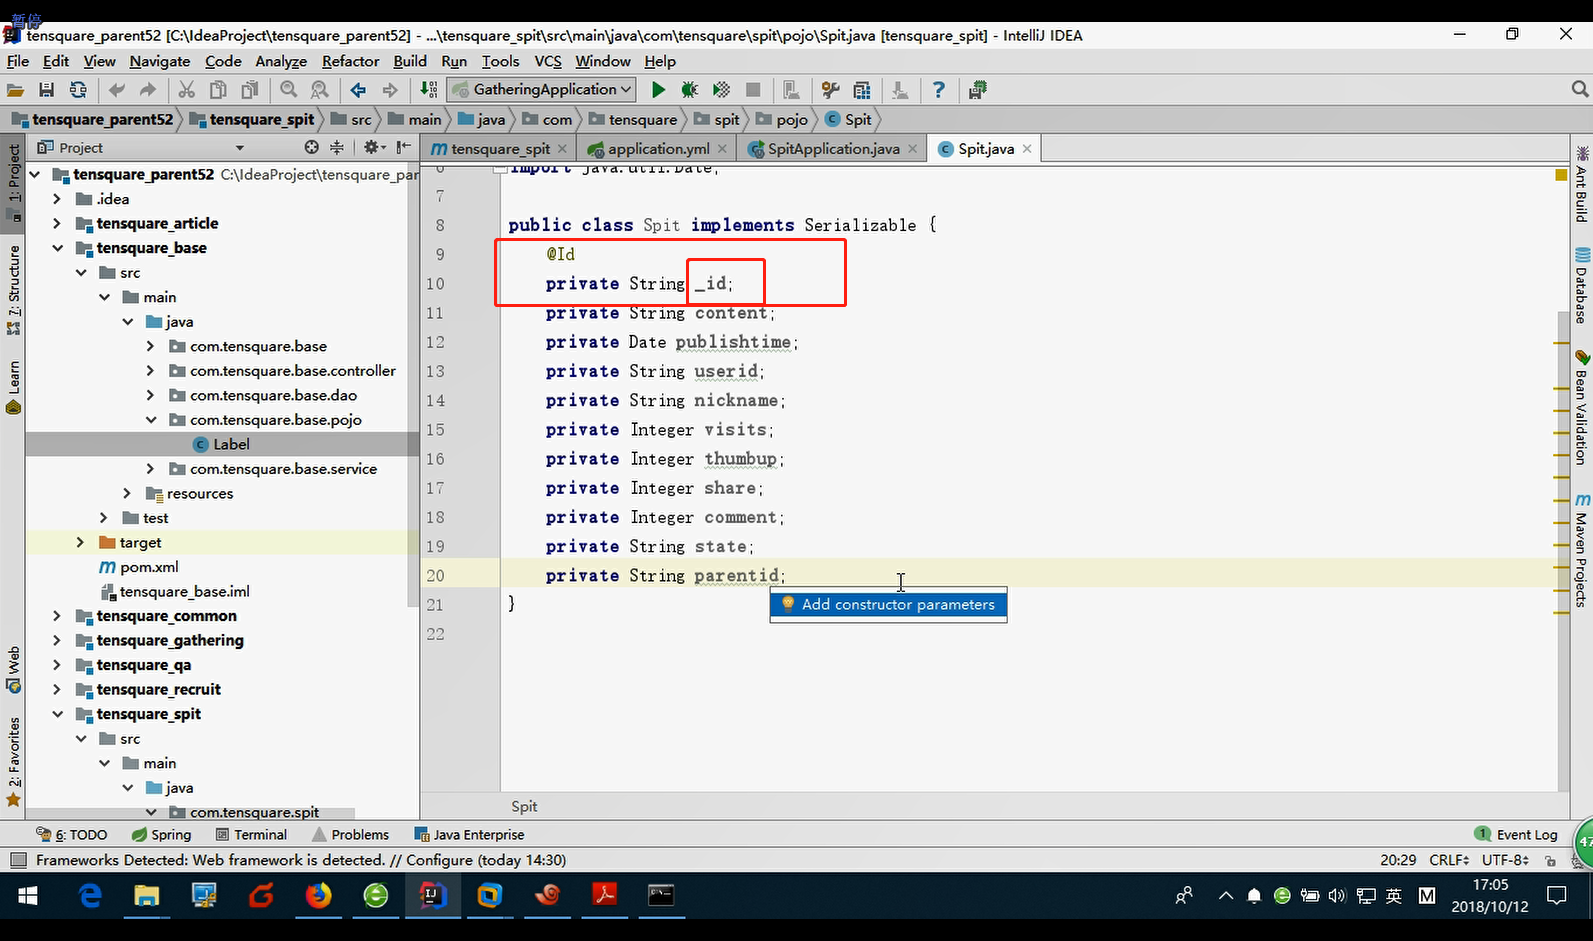 暂停
tensquare_parent52 [C:\IdeaProject\tensquare_parent52] - ...\tensquare_spit\src\main\java\com\tensquare\spit\pojo\Spit.java [tensquare_spit] - IntelliJ IDEA
File Edit View Navigate Code Analyze Refactor Build Run Tools VCS Window Help
GatheringApplication
tensquare_parent52 tensquare_spit src main java com tensquare spit pojo Spit
Project
tensquare_spit application.yml SpitApplication.java Spit.java
1: Project
7: Structure
Learn
Web
2: Favorites
tensquare_parent52 C:\IdeaProject\tensquare_par
.idea
tensquare_article
tensquare_base
src
main
java
com.tensquare.base
com.tensquare.base.controller
com.tensquare.base.dao
com.tensquare.base.pojo
Label
com.tensquare.base.service
resources
test
target
pom.xml
tensquare_base.iml
tensquare_common
tensquare_gathering
tensquare_qa
tensquare_recruit
tensquare_spit
src
main
java
com.tensquare.spit
6 import java.util.Date;
7
8 public class Spit implements Serializable {
9 @Id
10 private String _id;
11 private String content;
12 private Date publishtime;
13 private String userid;
14 private String nickname;
15 private Integer visits;
16 private Integer thumbup;
17 private Integer share;
18 private Integer comment;
19 private String state;
20 private String parentid;
21 }
22
Add constructor parameters
Spit
Ant Build
Database
Bean Validation
Maven Projects
6: TODO Spring Terminal Problems Java Enterprise 1 Event Log
47
Frameworks Detected: Web framework is detected. // Configure (today 14:30) 20:29 CRLF UTF-8
英 M 17:05
2018/10/12